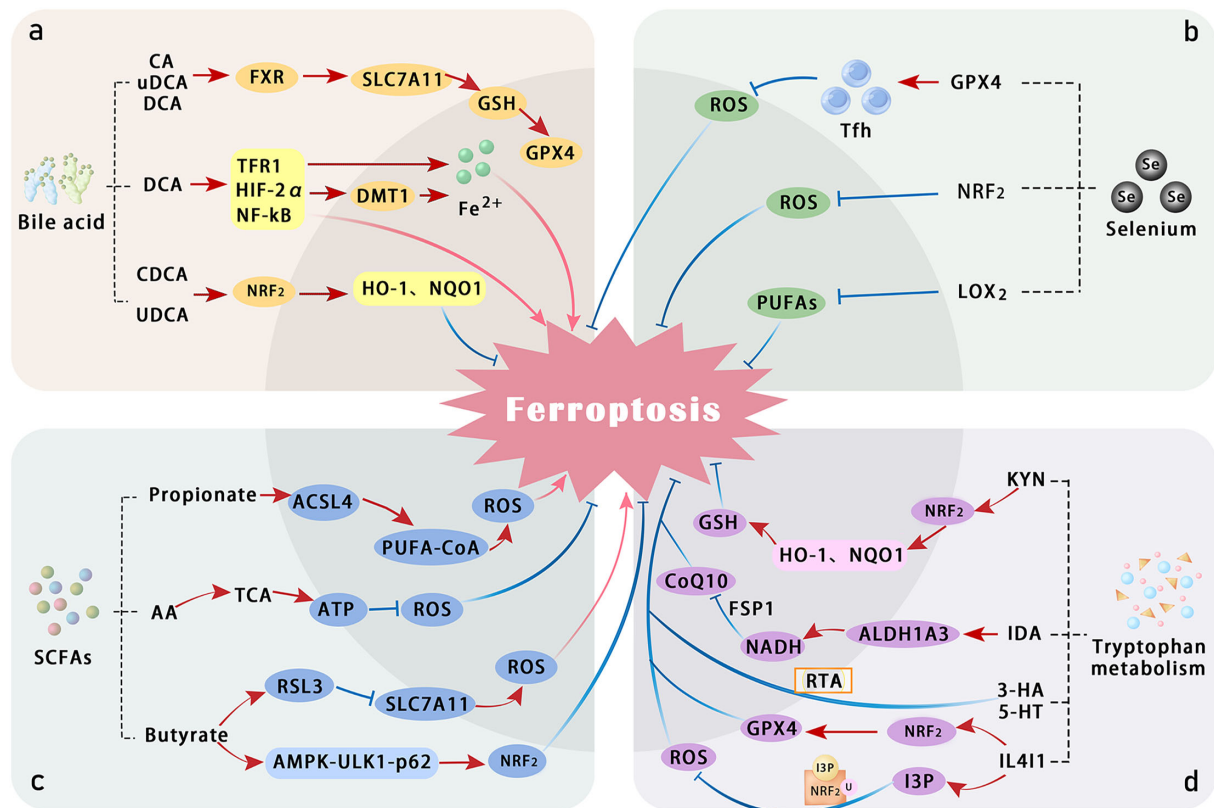 a
CA
uDCA
DCA
FXR
SLC7A11
GSH
GPX4
Bile acid
DCA
TFR1
HIF-2α
NF-kB
DMT1
Fe2+
CDCA
UDCA
NRF2
HO-1、NQO1
b
ROS
Tfh
GPX4
ROS
NRF2
PUFAs
LOX2
Se
Se
Se
Selenium
Ferroptosis
SCFAs
Propionate
ACSL4
PUFA-CoA
ROS
AA
TCA
ATP
ROS
Butyrate
RSL3
SLC7A11
ROS
AMPK-ULK1-p62
NRF2
c
KYN
NRF2
HO-1、NQO1
GSH
CoQ10
FSP1
NADH
ALDH1A3
IDA
Tryptophan
metabolism
RTA
3-HA
5-HT
GPX4
NRF2
IL4I1
ROS
I3P
NRF2
U
I3P
d